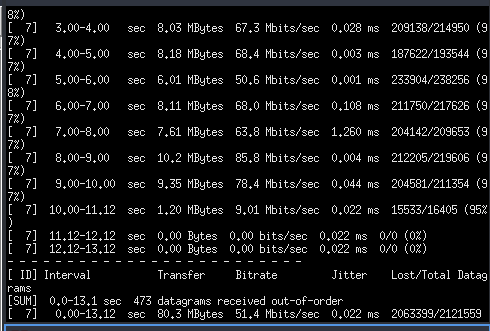 8%)
[  7]   3.00-4.00   sec  8.03 MBytes  67.3 Mbits/sec  0.028 ms  209138/214950 (9
7%)
[  7]   4.00-5.00   sec  8.18 MBytes  68.4 Mbits/sec  0.003 ms  187622/193544 (9
7%)
[  7]   5.00-6.00   sec  6.01 MBytes  50.6 Mbits/sec  0.001 ms  233904/238256 (9
8%)
[  7]   6.00-7.00   sec  8.11 MBytes  68.0 Mbits/sec  0.108 ms  211750/217626 (9
7%)
[  7]   7.00-8.00   sec  7.61 MBytes  63.8 Mbits/sec  1.260 ms  204142/209653 (9
7%)
[  7]   8.00-9.00   sec  10.2 MBytes  85.8 Mbits/sec  0.004 ms  212205/219606 (9
7%)
[  7]   9.00-10.00  sec  9.35 MBytes  78.4 Mbits/sec  0.044 ms  204581/211354 (9
7%)
[  7]  10.00-11.12  sec  1.20 MBytes  9.01 Mbits/sec  0.022 ms  15533/16405 (95%
)
[  7]  11.12-12.12  sec  0.00 Bytes  0.00 bits/sec  0.022 ms  0/0 (0%)
[  7]  12.12-13.12  sec  0.00 Bytes  0.00 bits/sec  0.022 ms  0/0 (0%)
- - - - - - - - - - - - - - - - - - - - - - - - -
[ ID] Interval           Transfer     Bitrate         Jitter    Lost/Total Datag
rams
[SUM]  0.0-13.1 sec  473 datagrams received out-of-order
[  7]   0.00-13.12  sec  80.3 MBytes  51.4 Mbits/sec  0.022 ms  2063399/2121559